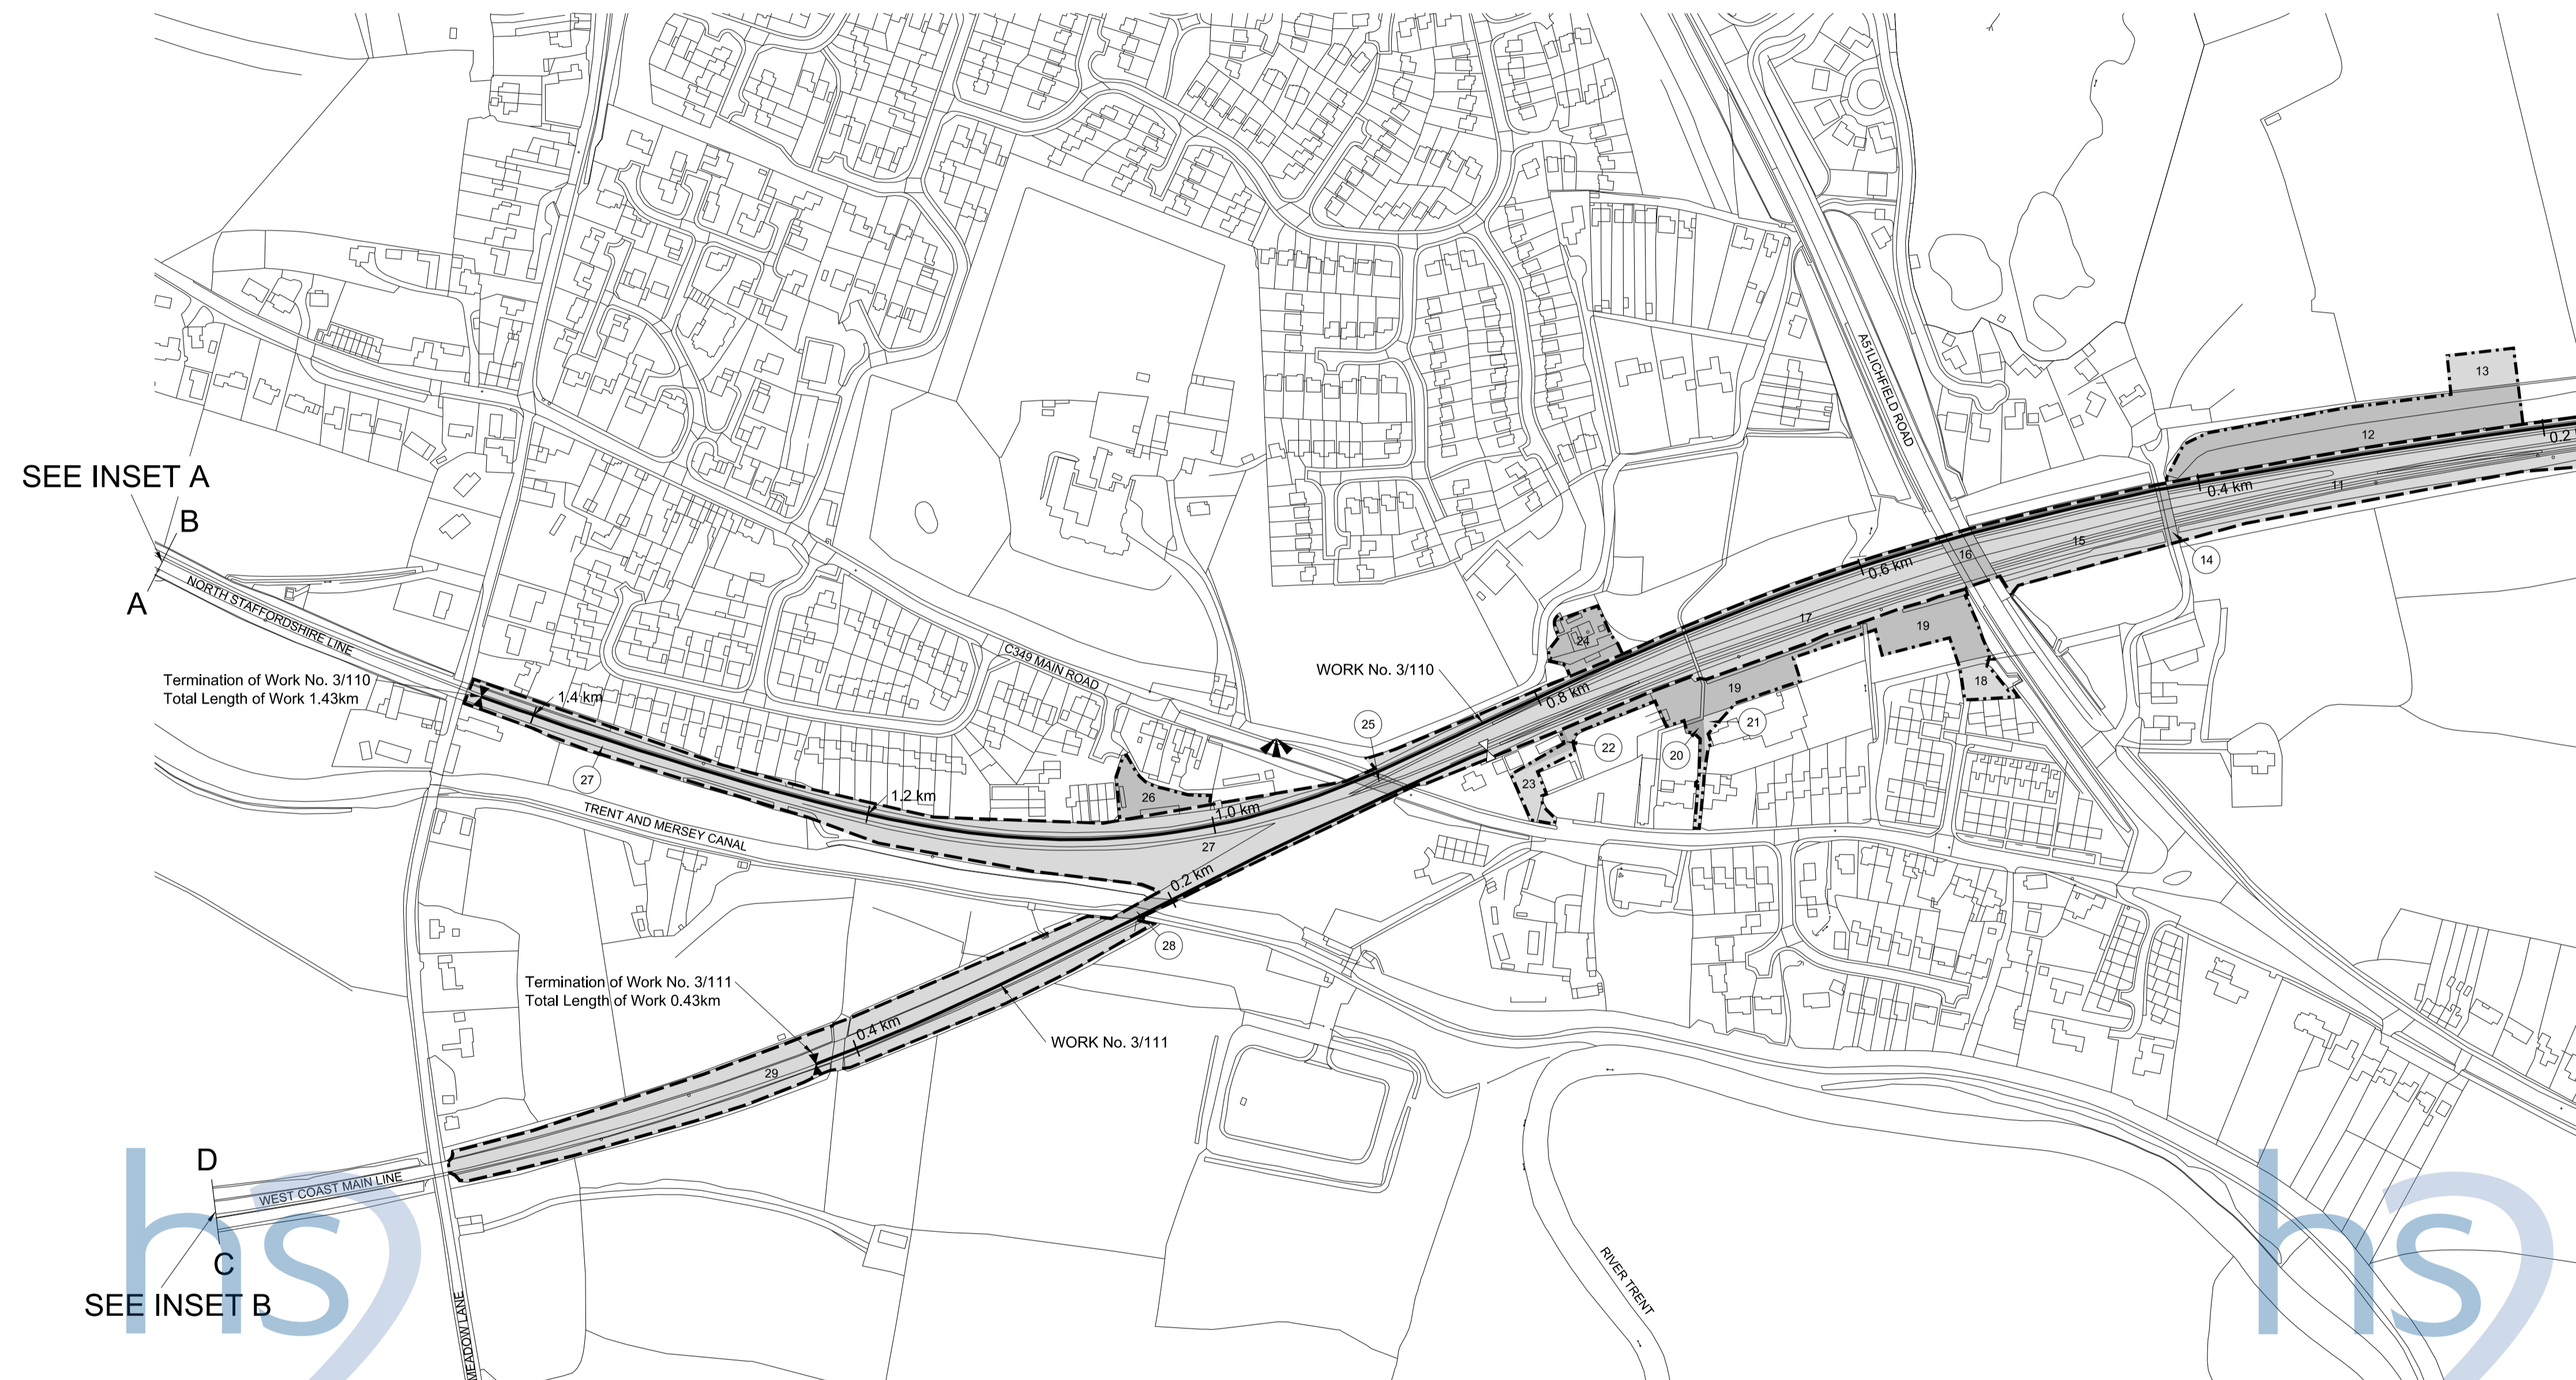 13
12
0.2
0.4 km
11
A51LICHFIELD ROAD
SEE INSET A
B
A
NORTH STAFFORDSHIRE LINE
16
15
14
0.6 km
17
19
18
24
C349 MAIN ROAD
WORK No. 3/110
0.8 km
19
Termination of Work No. 3/110
Total Length of Work 1.43km
1.4 km
25
21
20
22
23
27
1.2 km
26
1.0 km
TRENT AND MERSEY CANAL
27
0.2 km
28
Termination of Work No. 3/111
Total Length of Work 0.43km
0.4 km
WORK No. 3/111
29
D
WEST COAST MAIN LINE
C
SEE INSET B
MEADOW LANE
RIVER TRENT
hs2
hs2